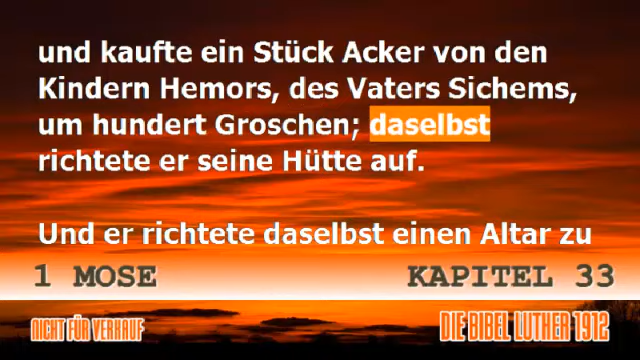 und kaufte ein Stück Acker von den
Kindern Hemors, des Vaters Sichems,
um hundert Groschen; daselbst
richtete er seine Hütte auf.
Und er richtete daselbst einen Altar zu
1 MOSE KAPITEL 33
NICHT FÜR VERKAUF DIE BIBEL LUTHER 1912